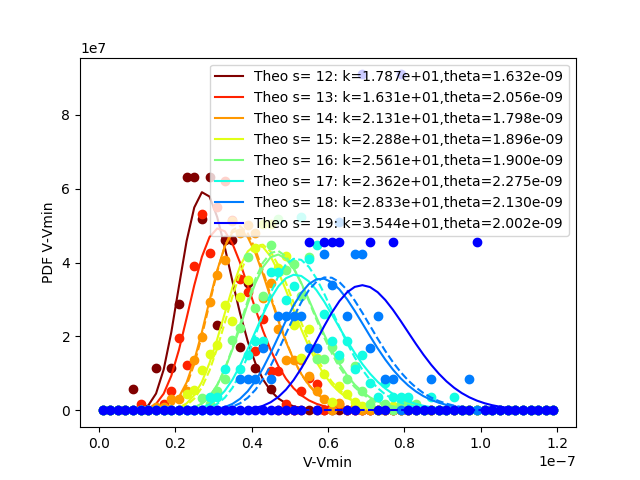 1e7
Theo s= 12: k=1.787e+01,theta=1.632e-09
Theo s= 13: k=1.631e+01,theta=2.056e-09
Theo s= 14: k=2.131e+01,theta=1.798e-09
Theo s= 15: k=2.288e+01,theta=1.896e-09
Theo s= 16: k=2.561e+01,theta=1.900e-09
Theo s= 17: k=2.362e+01,theta=2.275e-09
Theo s= 18: k=2.833e+01,theta=2.130e-09
Theo s= 19: k=3.544e+01,theta=2.002e-09
PDF V-Vmin
8
6
4
2
0
0.0 0.2 0.4 0.6 0.8 1.0 1.2
V-Vmin
1e−7